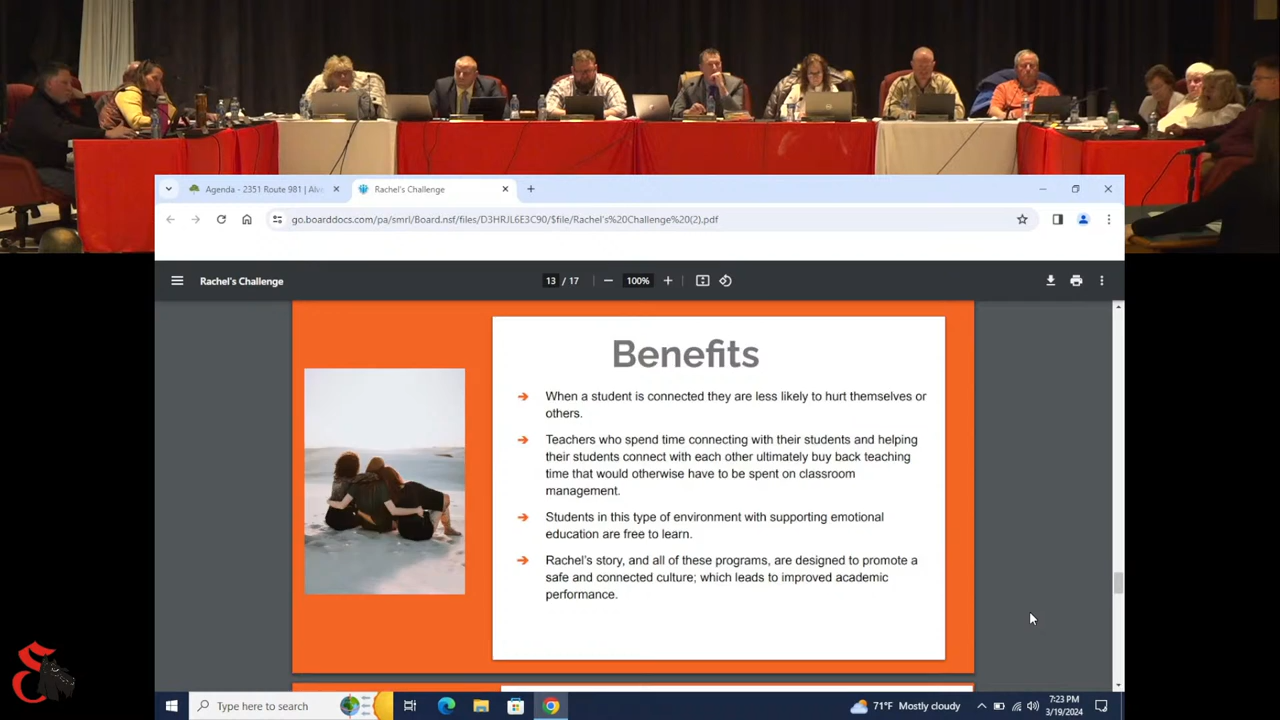 Agenda - 2351 Route 981 | Alv
Rachel's Challenge
go.boarddocs.com/pa/smrl/Board.nsf/files/D3HRJL6E3C90/$file/Rachel's%20Challenge%20(2).pdf
Rachel's Challenge
13 / 17
100%
Benefits
When a student is connected they are less likely to hurt themselves or
others.
Teachers who spend time connecting with their students and helping
their students connect with each other ultimately buy back teaching
time that would otherwise have to be spent on classroom
management.
Students in this type of environment with supporting emotional
education are free to learn.
Rachel's story, and all of these programs, are designed to promote a
safe and connected culture; which leads to improved academic
performance.
S
Type here to search
71°F Mostly cloudy
7:23 PM
3/19/2024